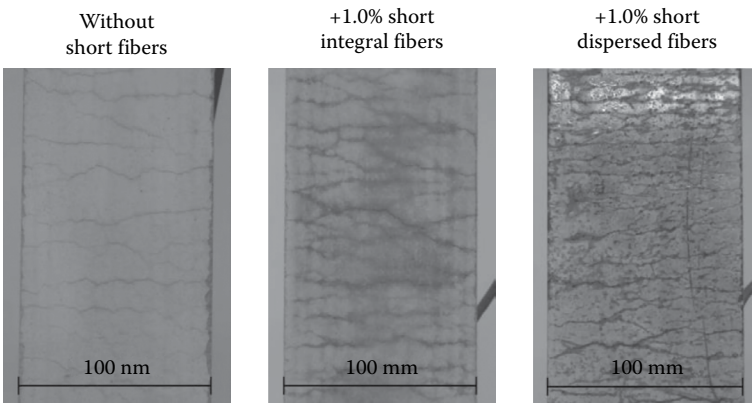 Without
short fibers
+1.0% short
integral fibers
+1.0% short
dispersed fibers
100 nm
100 mm
100 mm